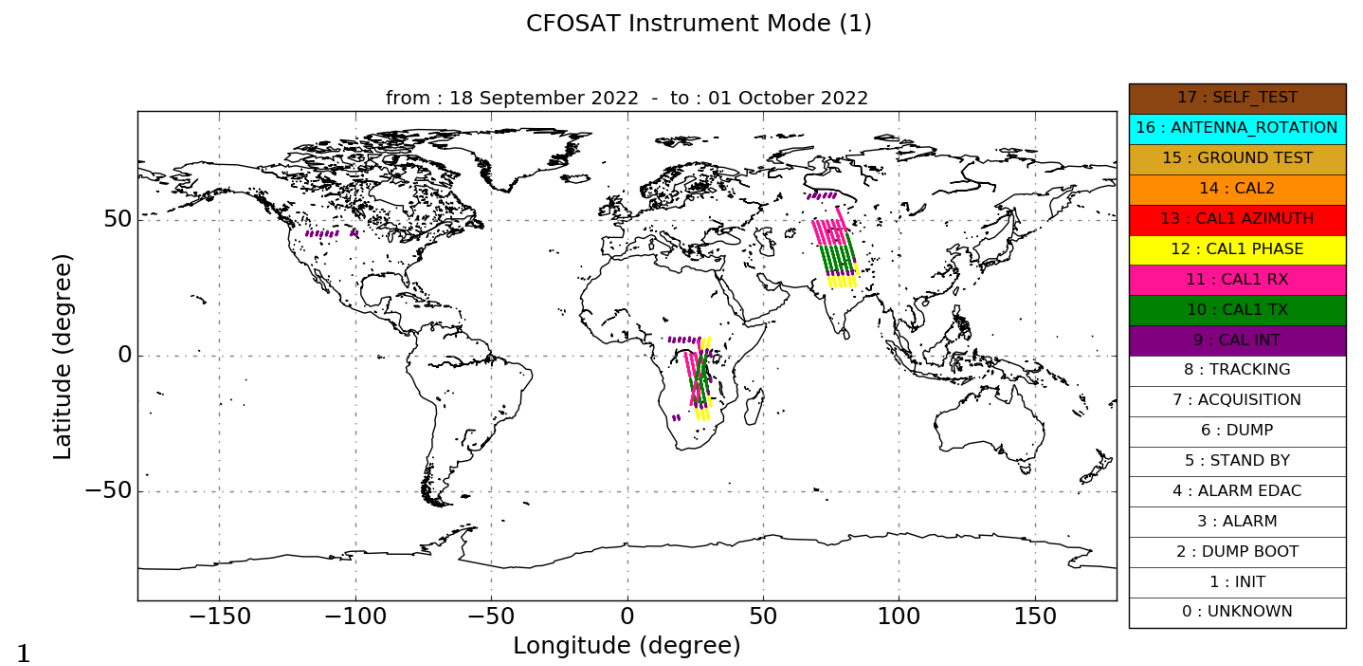 CFOSAT Instrument Mode (1)
from : 18 September 2022 - to : 01 October 2022
17 : SELF_TEST
16 : ANTENNA_ROTATION
15 : GROUND TEST
14 : CAL2
13 : CAL1 AZIMUTH
12 : CAL1 PHASE
11 : CAL1 RX
10 : CAL1 TX
9 : CAL INT
8 : TRACKING
7 : ACQUISITION
6 : DUMP
5 : STAND BY
4 : ALARM EDAC
3 : ALARM
2 : DUMP BOOT
1 : INIT
0 : UNKNOWN
Latitude (degree)
50
0
−50
−150 −100 −50 0 50 100 150
Longitude (degree)
1